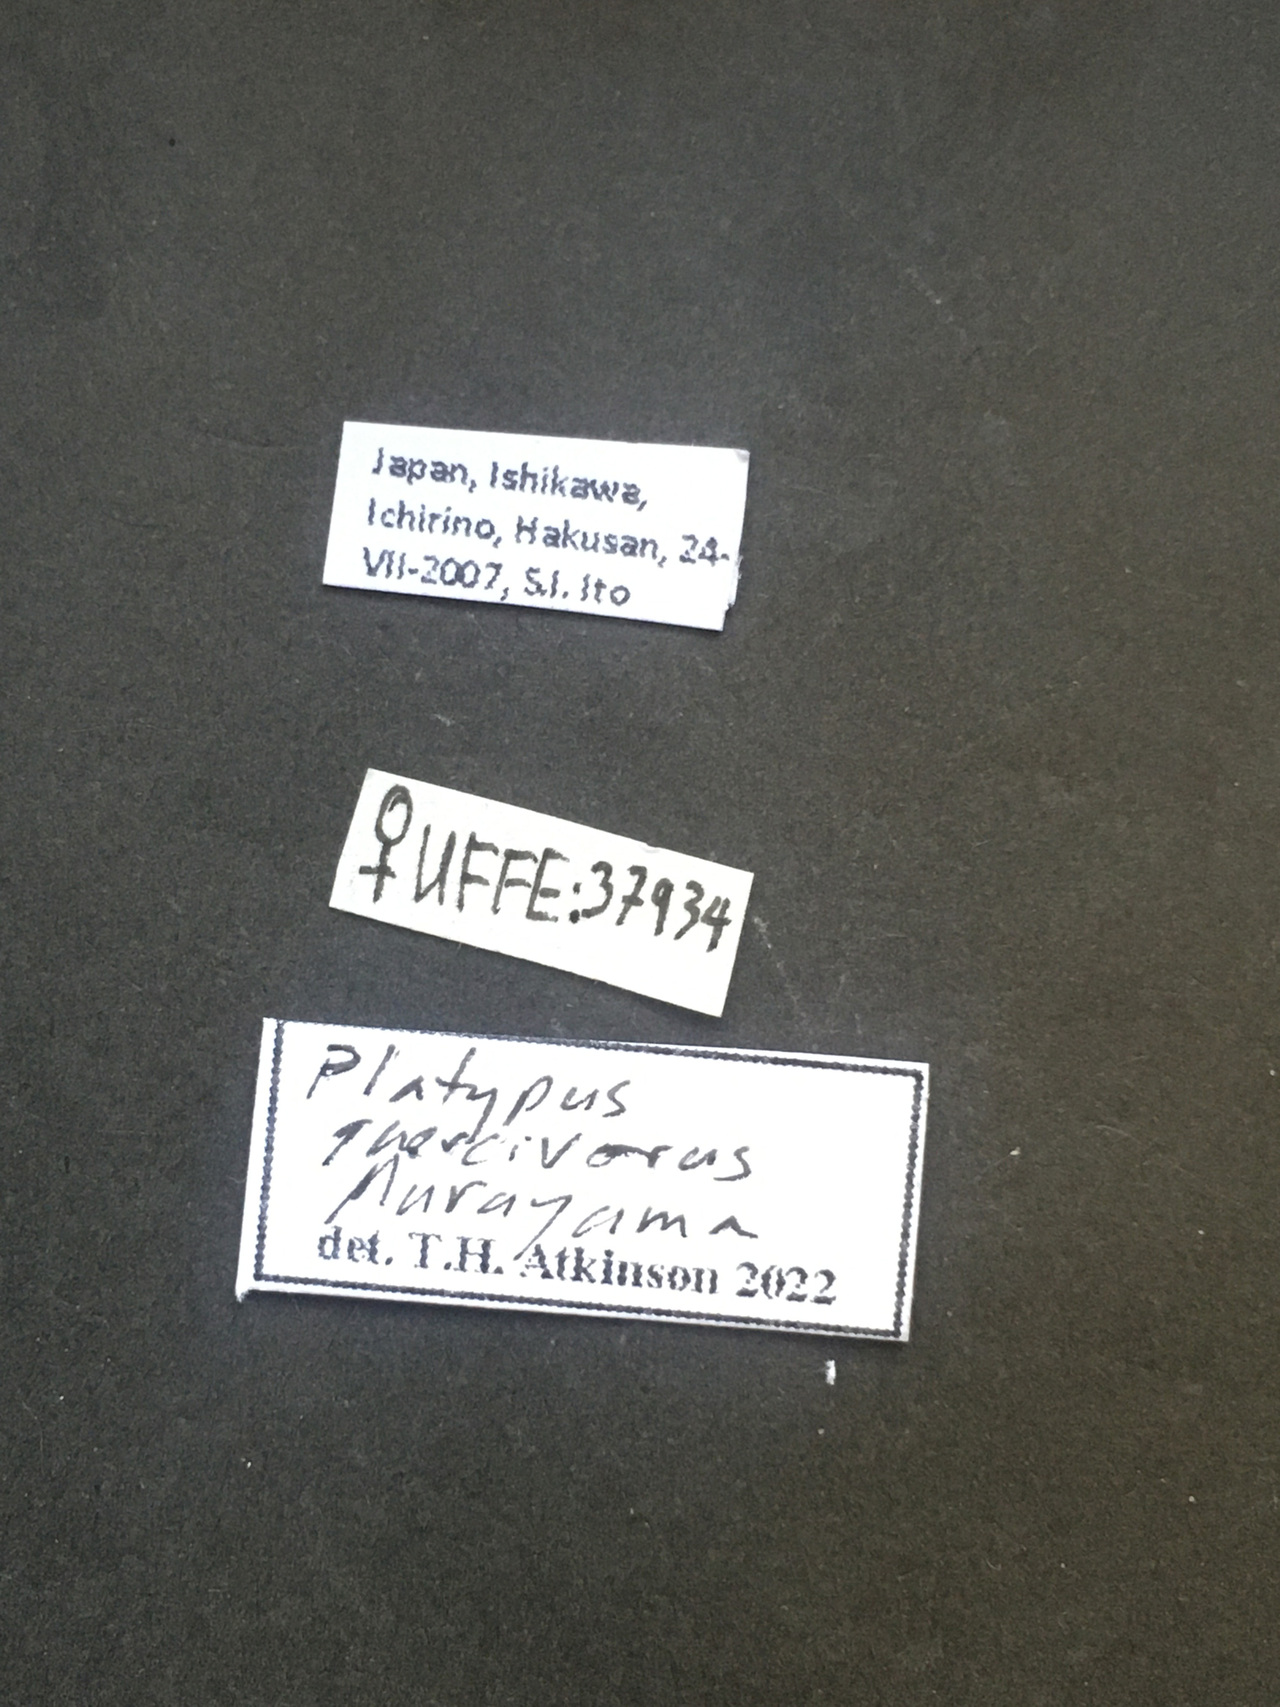 Japan, Ishikawa,
Ichirino, Hakusan, 24-
VII-2007, S.I. Ito
♀UFFE:37934
Platypus
quercivorus
Murayama
det. T.H. Atkinson 2022